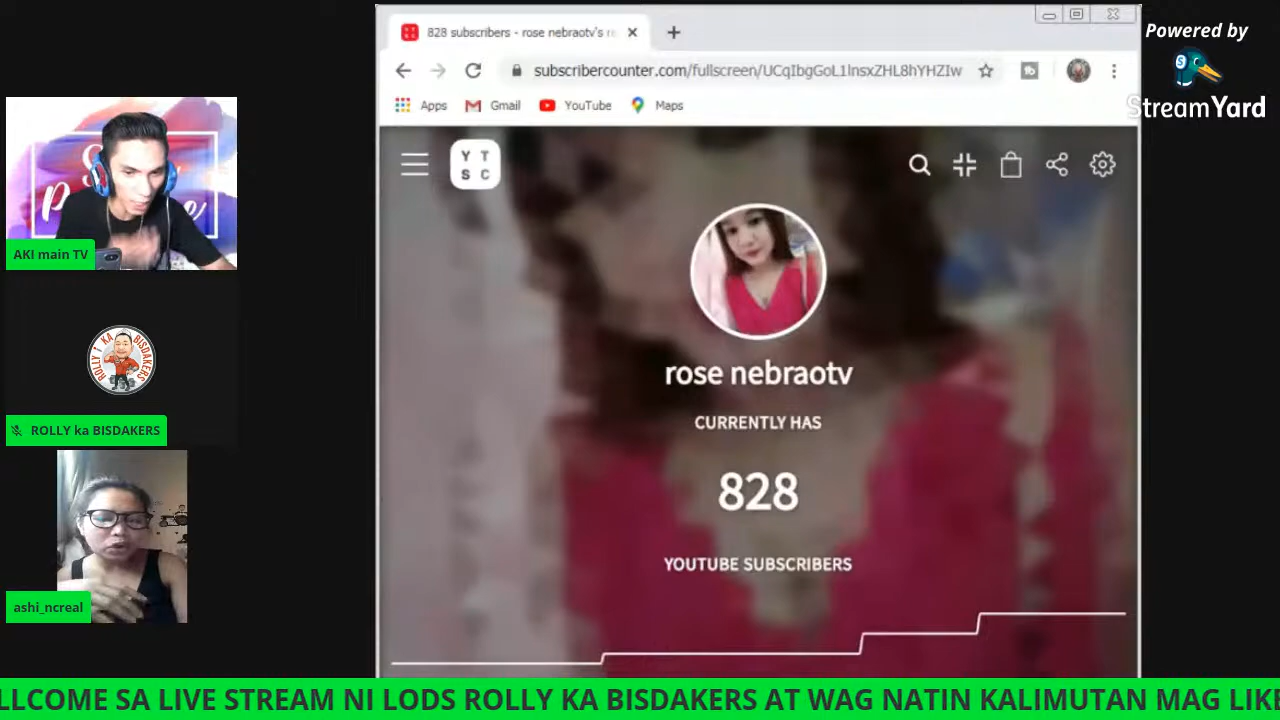 828 subscribers - rose nebraotv's r
subscribercounter.com/fullscreen/UCqIbgGoL1lnsxZHL8hYHZIw
Apps Gmail YouTube Maps
Powered by
StreamYard
Y T
S C
AKI main TV
ROLLY ka BISDAKERS
ashi_ncreal
rose nebraotv
CURRENTLY HAS
828
YOUTUBE SUBSCRIBERS
LLCOME SA LIVE STREAM NI LODS ROLLY KA BISDAKERS AT WAG NATIN KALIMUTAN MAG LIKE